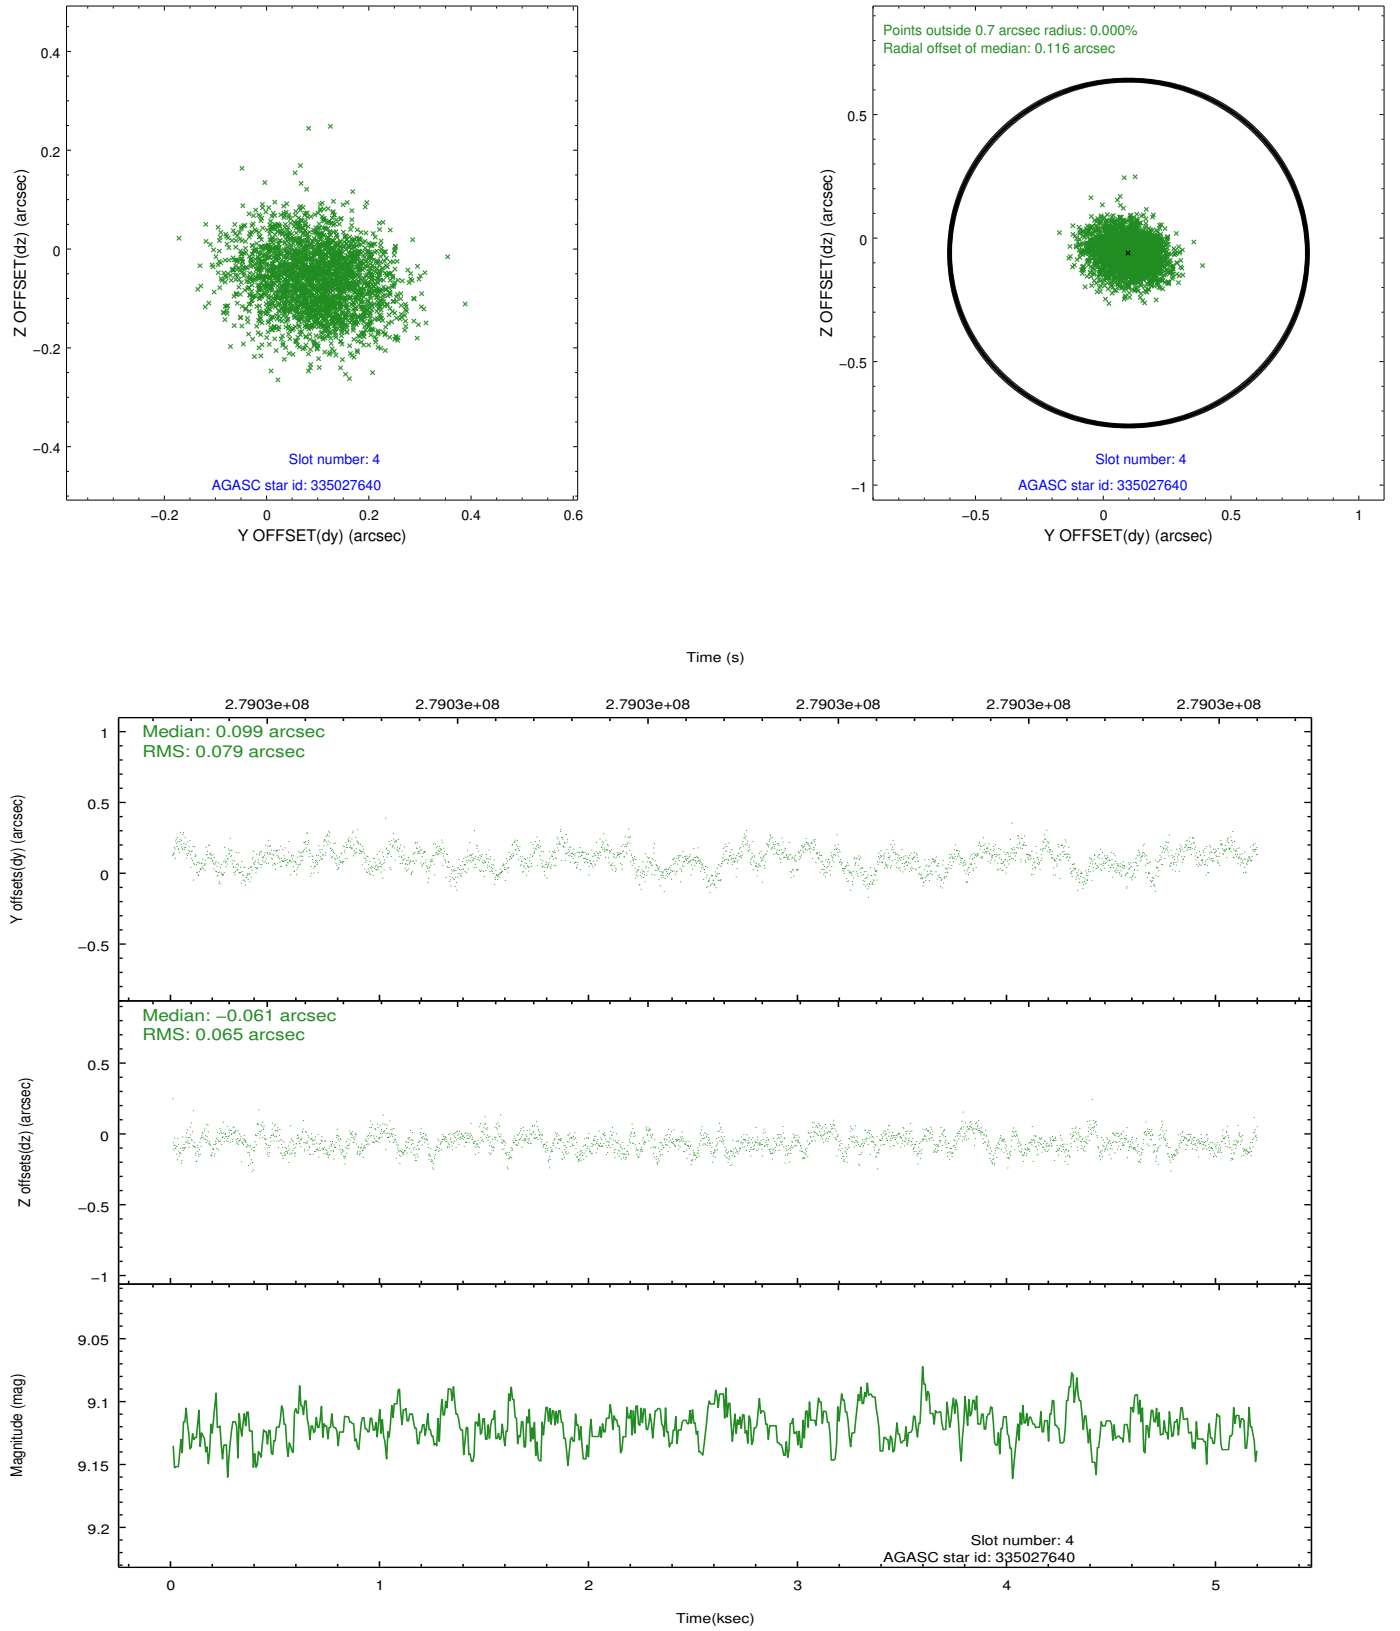 0.4
0.2
0
−0.2
−0.4
Z OFFSET(dz) (arcsec)
Slot number: 4
AGASC star id: 335027640
−0.2 0 0.2 0.4 0.6
Y OFFSET(dy) (arcsec)
Points outside 0.7 arcsec radius: 0.000%
Radial offset of median: 0.116 arcsec
0.5
0
−0.5
−1
Z OFFSET(dz) (arcsec)
Slot number: 4
AGASC star id: 335027640
−0.5 0 0.5 1
Y OFFSET(dy) (arcsec)
Time (s)
2.7903e+08 2.7903e+08 2.7903e+08 2.7903e+08 2.7903e+08 2.7903e+08
Median: 0.099 arcsec
RMS: 0.079 arcsec
1
0.5
0
−0.5
Y offsets(dy) (arcsec)
Median: −0.061 arcsec
RMS: 0.065 arcsec
0.5
0
−0.5
−1
Z offsets(dz) (arcsec)
9.05
9.1
9.15
9.2
Magnitude (mag)
Slot number: 4
AGASC star id: 335027640
0 1 2 3 4 5
Time(ksec)